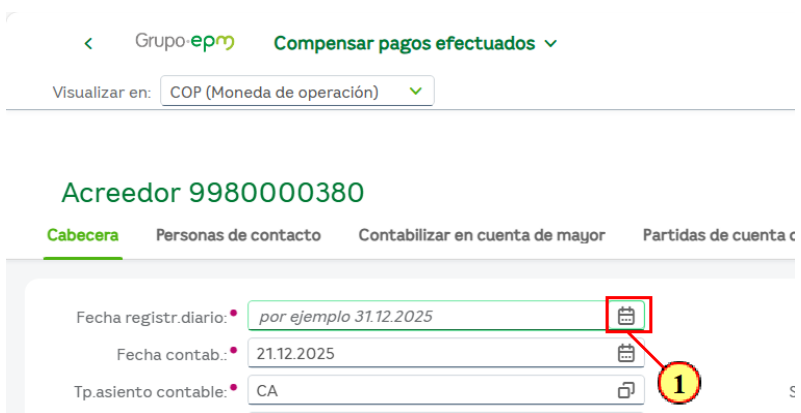 Grupo·epm Compensar pagos efectuados
Visualizar en: COP (Moneda de operación)
Acreedor 9980000380
Cabecera Personas de contacto Contabilizar en cuenta de mayor Partidas de cuenta
Fecha registr.diario: por ejemplo 31.12.2025
Fecha contab.: 21.12.2025
1
Tp.asiento contable: CA